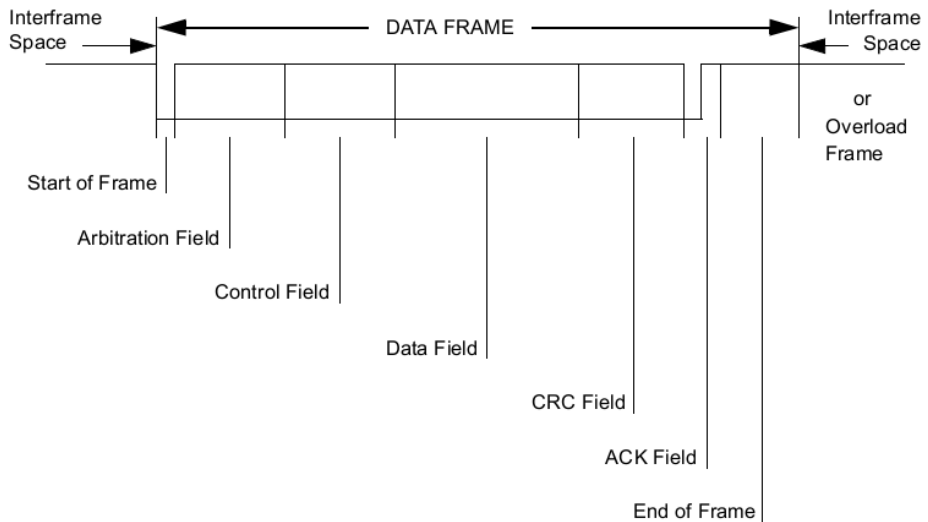 Interframe
Space
DATA FRAME
Interframe
Space
or
Overload
Frame
Start of Frame
Arbitration Field
Control Field
Data Field
CRC Field
ACK Field
End of Frame